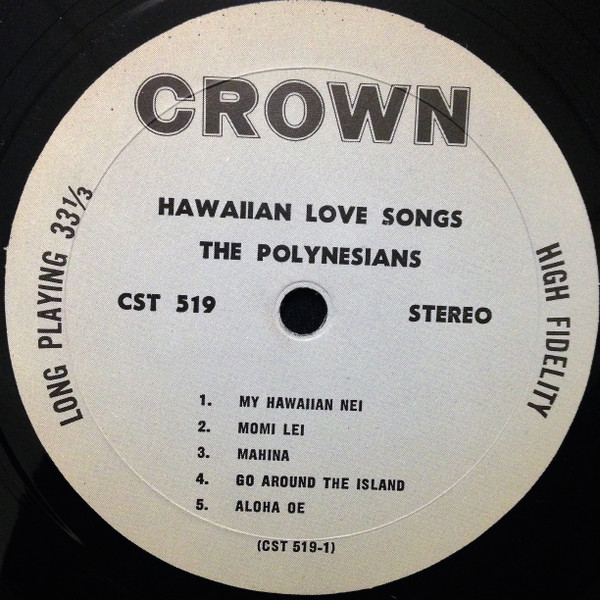 CROWN
HAWAIIAN LOVE SONGS
THE POLYNESIANS
CST 519
STEREO
LONG PLAYING 33⅓
HIGH FIDELITY
1. MY HAWAIIAN NEI
2. MOMI LEI
3. MAHINA
4. GO AROUND THE ISLAND
5. ALOHA OE
(CST 519-1)